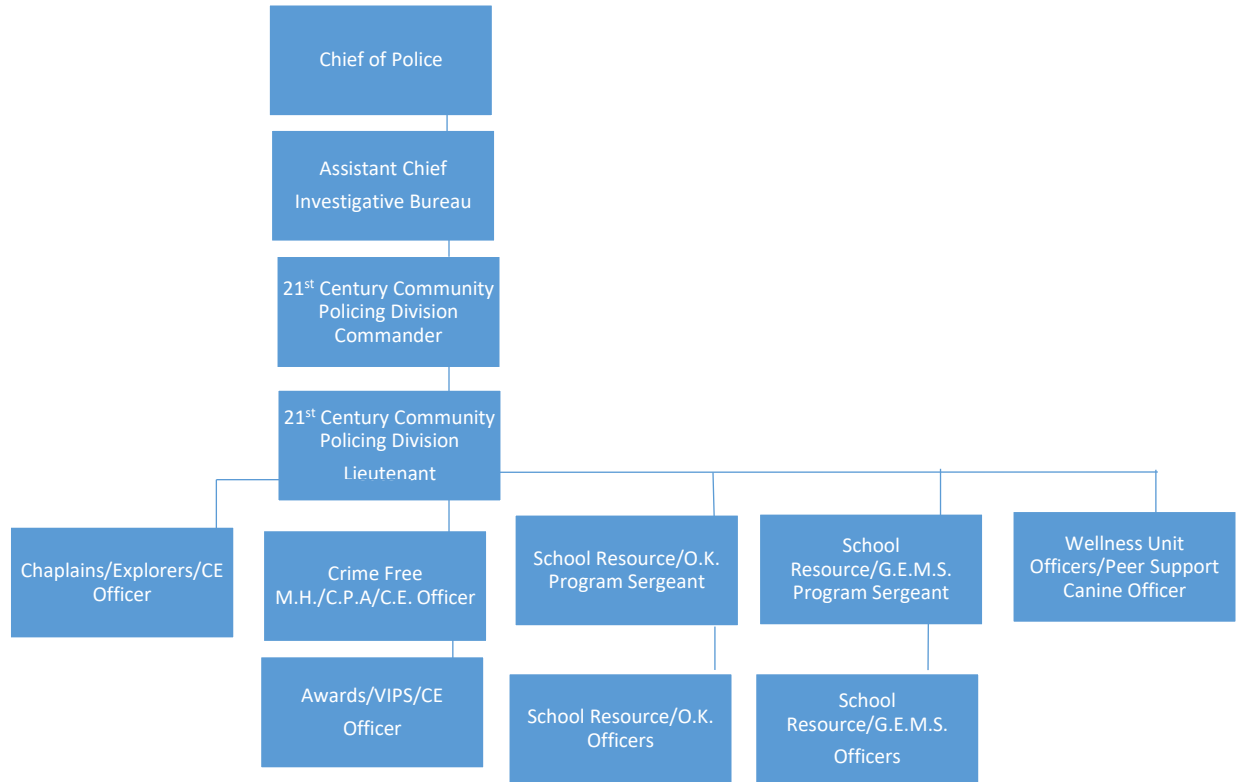 Chief of Police
Assistant Chief
Investigative Bureau
21st Century Community
Policing Division
Commander
21st Century Community
Policing Division
Lieutenant
Chaplains/Explorers/CE
Officer
Crime Free
M.H./C.P.A/C.E. Officer
School Resource/O.K.
Program Sergeant
School
Resource/G.E.M.S.
Program Sergeant
Wellness Unit
Officers/Peer Support
Canine Officer
Awards/VIPS/CE
Officer
School Resource/O.K.
Officers
School
Resource/G.E.M.S.
Officers